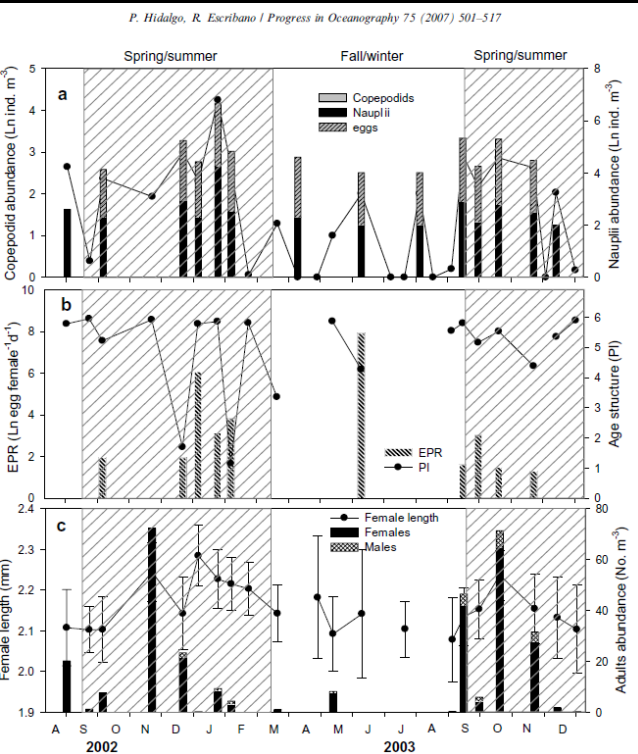 P. Hidalgo, R. Escribano / Progress in Oceanography 75 (2007) 501–517
Spring/summer Fall/winter Spring/summer
a
Copepodid abundance (Ln ind. m-3)
5
4
3
2
1
0
Copepodids
Nauplii
eggs
8
6
4
2
0
Nauplii abundance (Ln ind. m-3)
b
EPR (Ln egg female-1d-1)
10
8
6
4
2
0
EPR
PI
6
5
4
3
2
1
0
Age structure (PI)
c
Female length (mm)
2.4
2.3
2.2
2.1
2.0
1.9
Female length
Females
Males
80
60
40
20
0
Adults abundance (No. m-3)
A S O N D J F M A M J J A S O N D
2002 2003